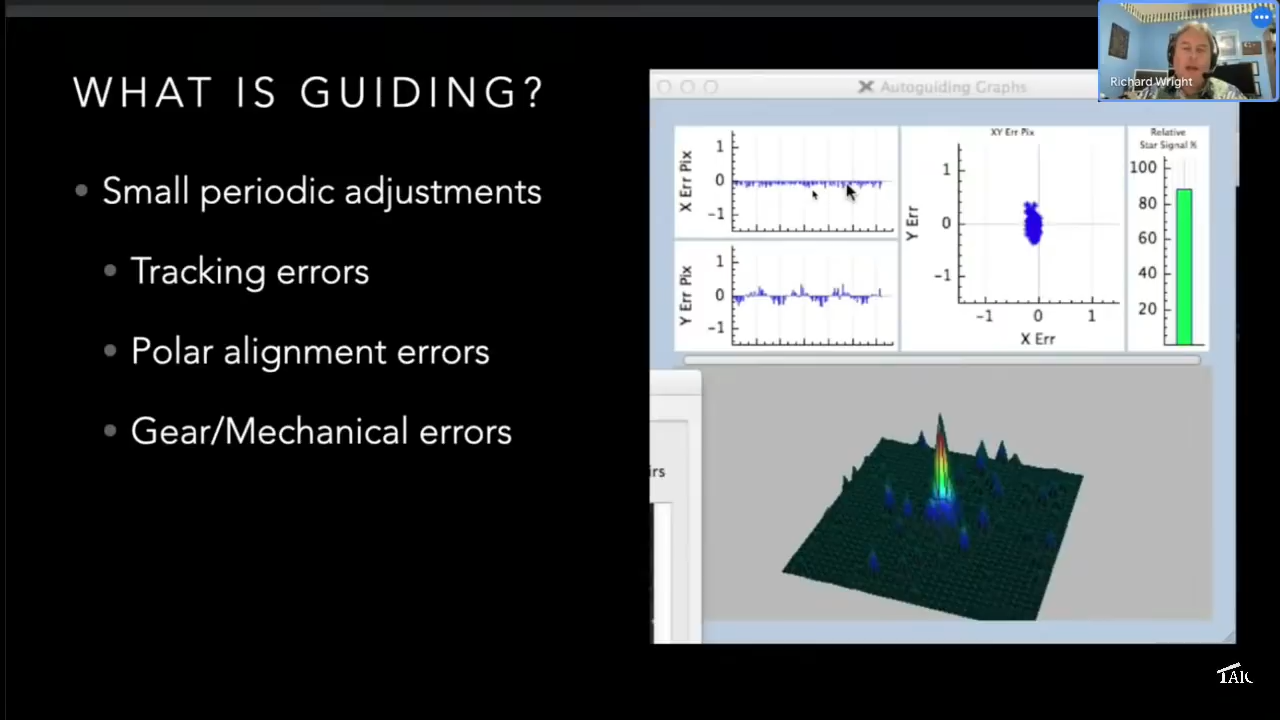 WHAT IS GUIDING?
Small periodic adjustments
Tracking errors
Polar alignment errors
Gear/Mechanical errors
Richard Wright
Autoguiding Graphs
X Err Pix
1
0
-1
Y Err Pix
1
0
-1
XY Err Pix
Y Err
1
0
-1
-1 0 1
X Err
Relative
Star Signal %
100
80
60
40
20
irs
TAIC